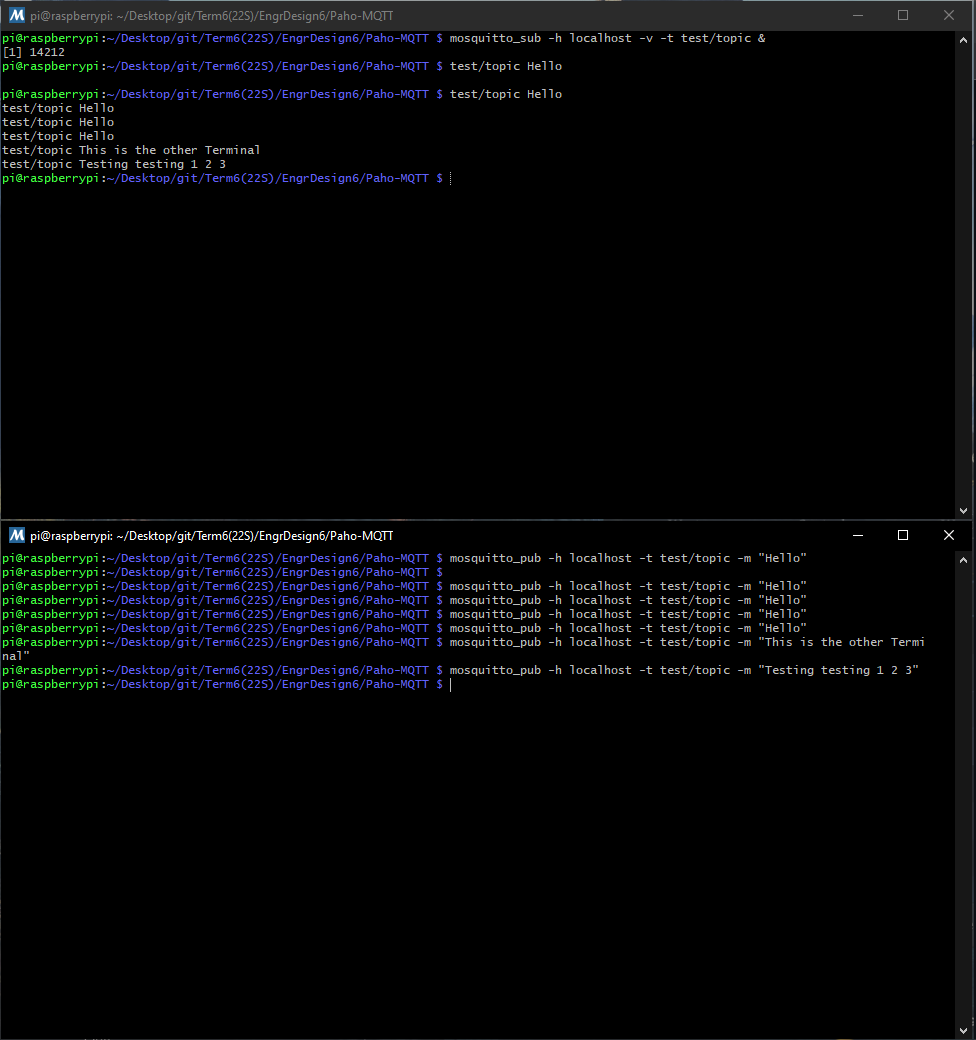 M pi@raspberrypi: ~/Desktop/git/Term6(22S)/EngrDesign6/Paho-MQTT
pi@raspberrypi:~/Desktop/git/Term6(22S)/EngrDesign6/Paho-MQTT $ mosquitto_sub -h localhost -v -t test/topic &
[1] 14212
pi@raspberrypi:~/Desktop/git/Term6(22S)/EngrDesign6/Paho-MQTT $ test/topic Hello
pi@raspberrypi:~/Desktop/git/Term6(22S)/EngrDesign6/Paho-MQTT $ test/topic Hello
test/topic Hello
test/topic Hello
test/topic Hello
test/topic This is the other Terminal
test/topic Testing testing 1 2 3
pi@raspberrypi:~/Desktop/git/Term6(22S)/EngrDesign6/Paho-MQTT $
M pi@raspberrypi: ~/Desktop/git/Term6(22S)/EngrDesign6/Paho-MQTT
pi@raspberrypi:~/Desktop/git/Term6(22S)/EngrDesign6/Paho-MQTT $ mosquitto_pub -h localhost -t test/topic -m "Hello"
pi@raspberrypi:~/Desktop/git/Term6(22S)/EngrDesign6/Paho-MQTT $
pi@raspberrypi:~/Desktop/git/Term6(22S)/EngrDesign6/Paho-MQTT $ mosquitto_pub -h localhost -t test/topic -m "Hello"
pi@raspberrypi:~/Desktop/git/Term6(22S)/EngrDesign6/Paho-MQTT $ mosquitto_pub -h localhost -t test/topic -m "Hello"
pi@raspberrypi:~/Desktop/git/Term6(22S)/EngrDesign6/Paho-MQTT $ mosquitto_pub -h localhost -t test/topic -m "Hello"
pi@raspberrypi:~/Desktop/git/Term6(22S)/EngrDesign6/Paho-MQTT $ mosquitto_pub -h localhost -t test/topic -m "Hello"
pi@raspberrypi:~/Desktop/git/Term6(22S)/EngrDesign6/Paho-MQTT $ mosquitto_pub -h localhost -t test/topic -m "This is the other Termi
nal"
pi@raspberrypi:~/Desktop/git/Term6(22S)/EngrDesign6/Paho-MQTT $ mosquitto_pub -h localhost -t test/topic -m "Testing testing 1 2 3"
pi@raspberrypi:~/Desktop/git/Term6(22S)/EngrDesign6/Paho-MQTT $